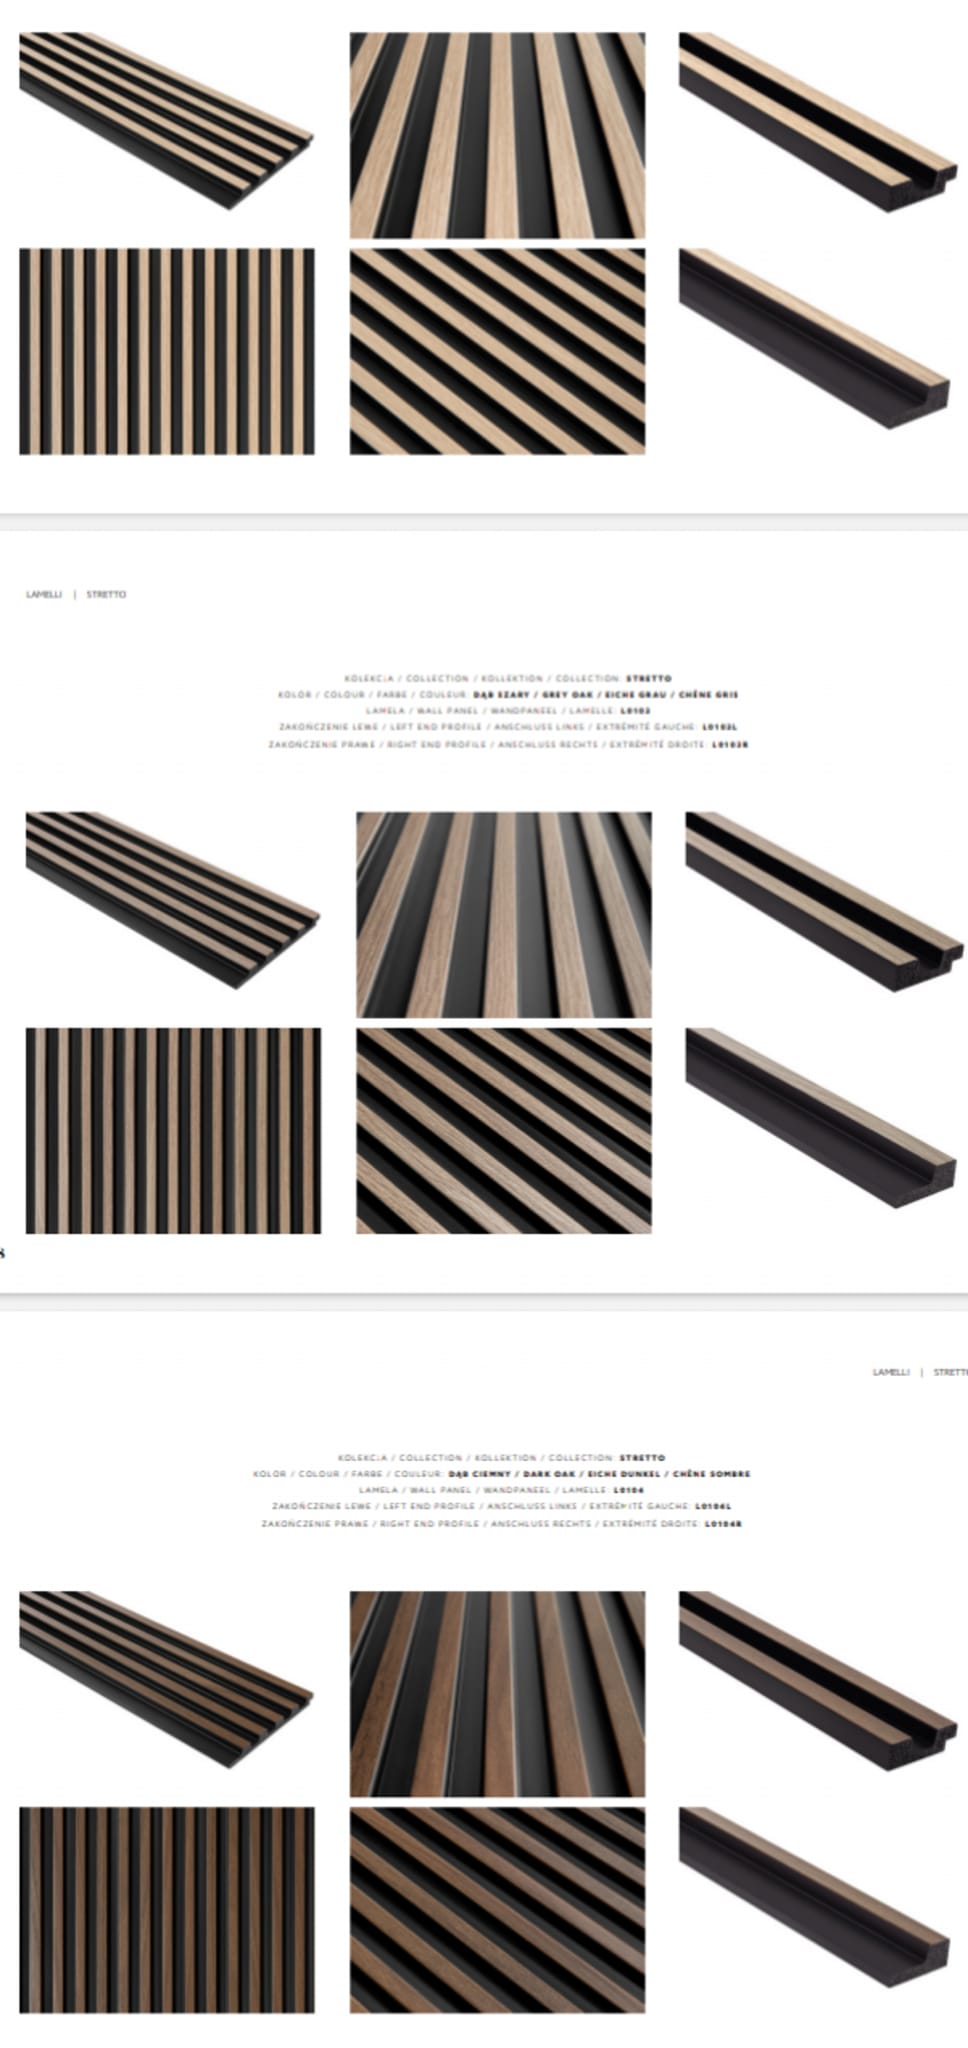 LAMELLI | STRETTO
KOLEKCJA / COLLECTION / KOLLEKTION / COLLECTION: STRETTO
KOLOR / COLOUR / FARBE / COULEUR: DĄB SZARY / GREY OAK / EICHE GRAU / CHÊNE GRIS
LAMELA / WALL PANEL / WANDPANEEL / LAMELLE: L0103
ZAKOŃCZENIE LEWE / LEFT END PROFILE / ANSCHLUSS LINKS / EXTRÉMITÉ GAUCHE: L0103L
ZAKOŃCZENIE PRAWE / RIGHT END PROFILE / ANSCHLUSS RECHTS / EXTRÉMITÉ DROITE: L0103R
s
LAMELLI | STRETT
KOLEKCJA / COLLECTION / KOLLEKTION / COLLECTION: STRETTO
KOLOR / COLOUR / FARBE / COULEUR: DĄB CIEMNY / DARK OAK / EICHE DUNKEL / CHÊNE SOMBRE
LAMELA / WALL PANEL / WANDPANEEL / LAMELLE: L0104
ZAKOŃCZENIE LEWE / LEFT END PROFILE / ANSCHLUSS LINKS / EXTRÉMITÉ GAUCHE: L0104L
ZAKOŃCZENIE PRAWE / RIGHT END PROFILE / ANSCHLUSS RECHTS / EXTRÉMITÉ DROITE: L0104R